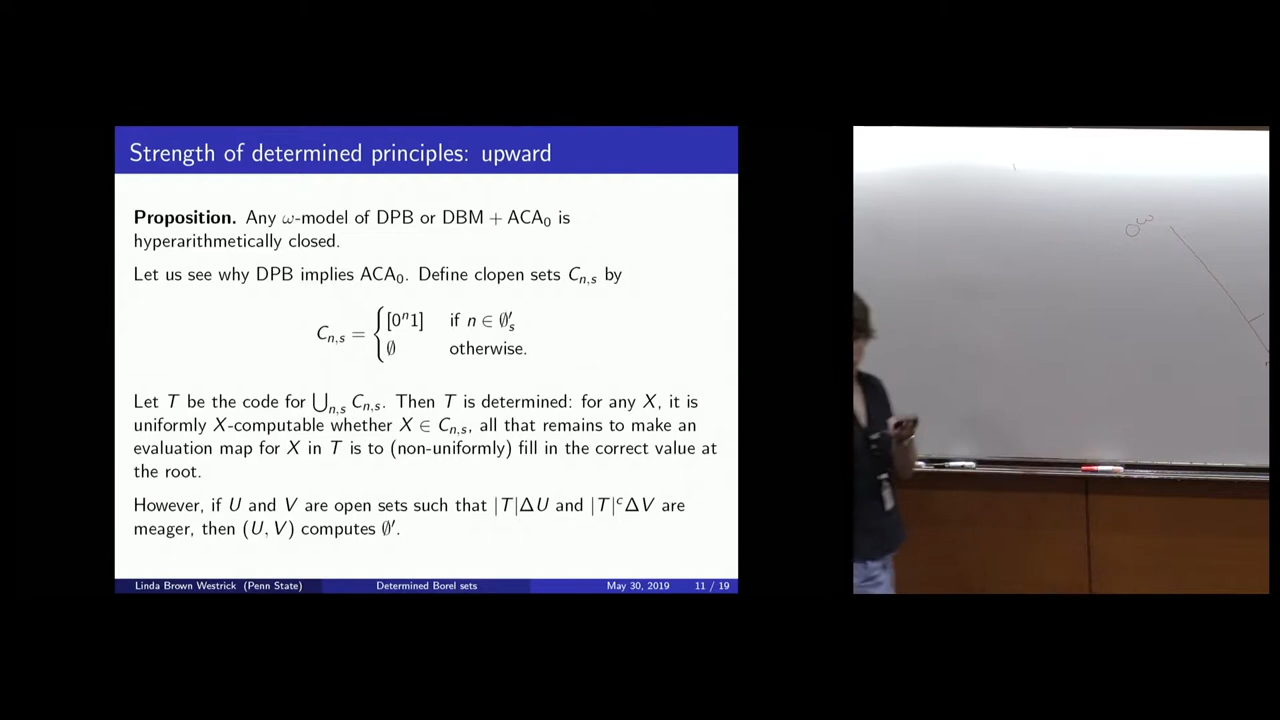 Strength of determined principles: upward
Proposition. Any ω-model of DPB or DBM + ACA₀ is
hyperarithmetically closed.
Let us see why DPB implies ACA₀. Define clopen sets Cₙ,ₛ by
Cₙ,ₛ = { [0ⁿ1] if n ∈ ∅′ₛ
∅ otherwise.
Let T be the code for ⋃ₙ,ₛ Cₙ,ₛ. Then T is determined: for any X, it is
uniformly X-computable whether X ∈ Cₙ,ₛ, all that remains to make an
evaluation map for X in T is to (non-uniformly) fill in the correct value at
the root.
However, if U and V are open sets such that |T|ΔU and |T|ᶜΔV are
meager, then (U, V) computes ∅′.
Linda Brown Westrick (Penn State) Determined Borel sets May 30, 2019 11 / 19
0ω